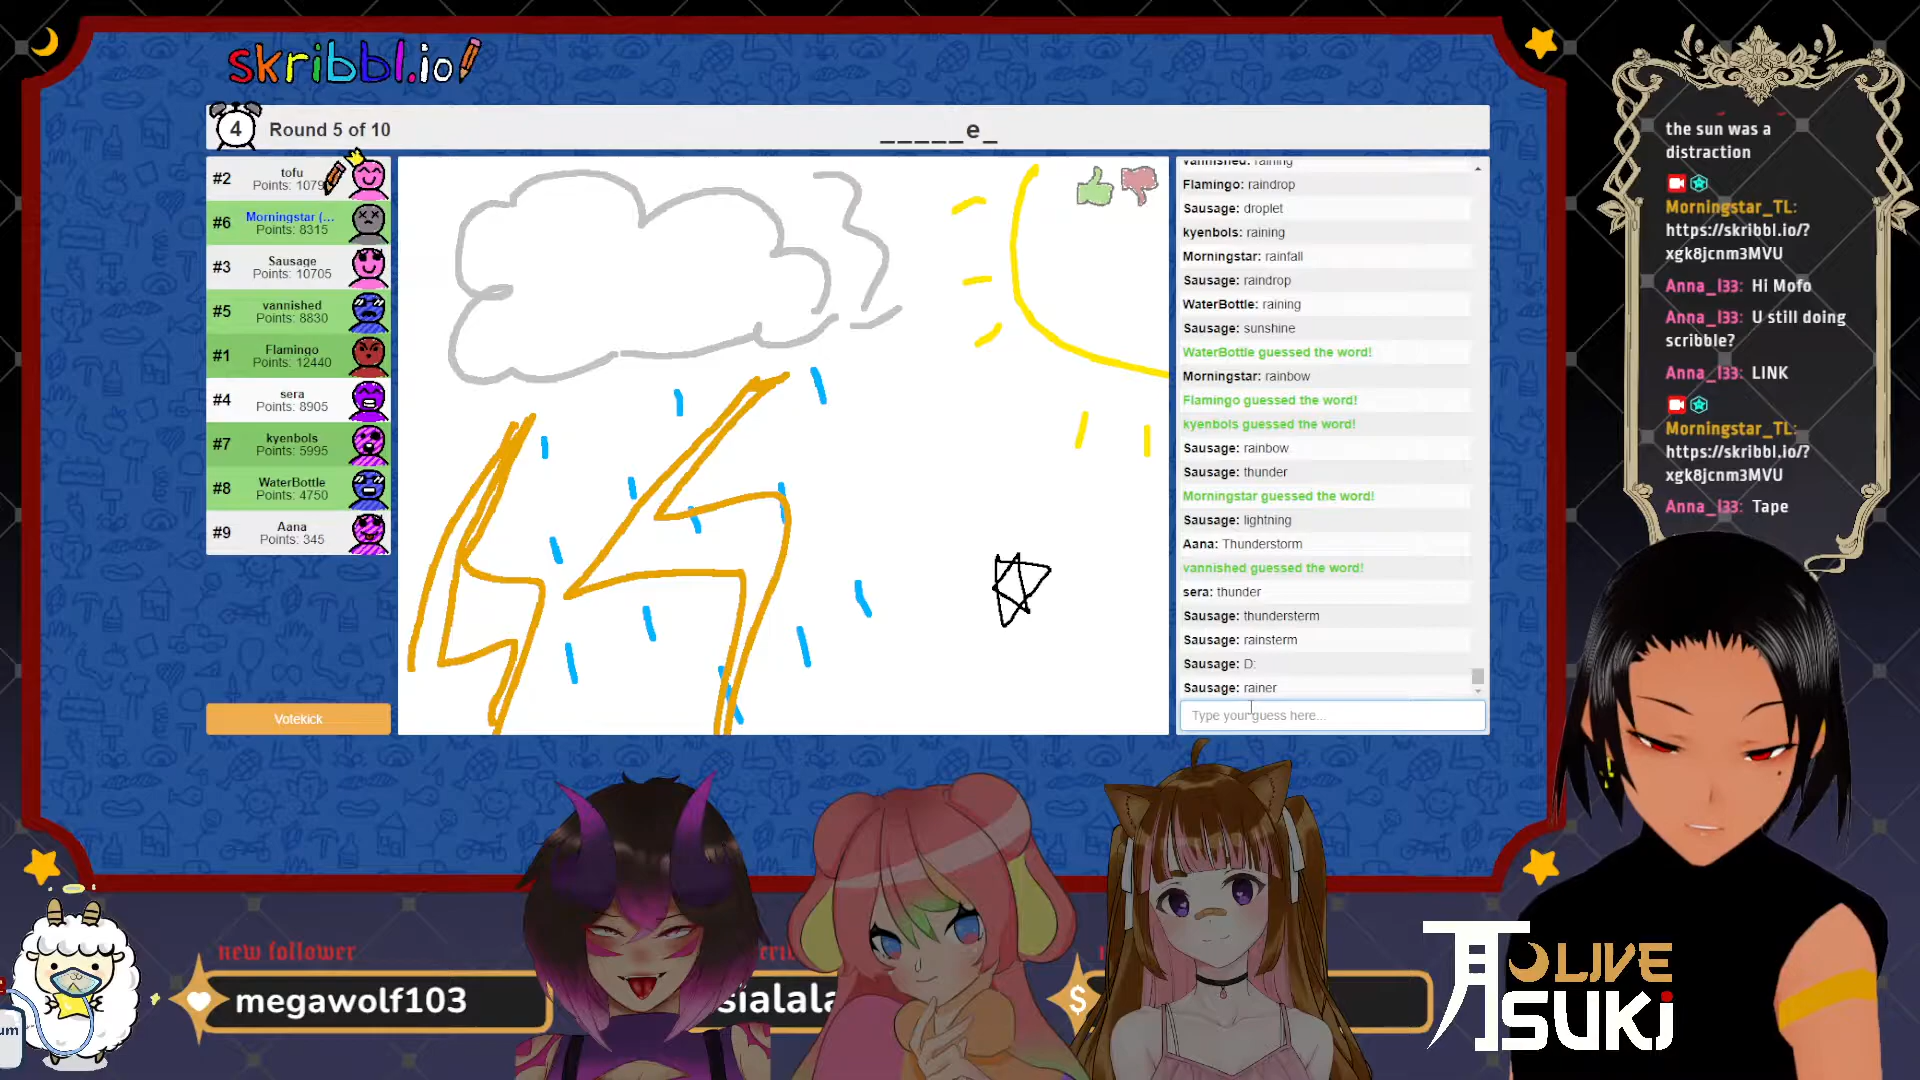 skribbl.io
4
Round 5 of 10
_____e_
#2
tofu
Points: 1079
#6
Morningstar (...
Points: 8315
#3
Sausage
Points: 10705
#5
vannished
Points: 8830
#1
Flamingo
Points: 12440
#4
sera
Points: 8905
#7
kyenbols
Points: 5995
#8
WaterBottle
Points: 4750
#9
Aana
Points: 345
Votekick
vannished: raining
Flamingo: raindrop
Sausage: droplet
kyenbols: raining
Morningstar: rainfall
Sausage: raindrop
WaterBottle: raining
Sausage: sunshine
WaterBottle guessed the word!
Morningstar: rainbow
Flamingo guessed the word!
kyenbols guessed the word!
Sausage: rainbow
Sausage: thunder
Morningstar guessed the word!
Sausage: lightning
Aana: Thunderstorm
vannished guessed the word!
sera: thunder
Sausage: thundersterm
Sausage: rainsterm
Sausage: D:
Sausage: rainer
Type your guess here...
the sun was a
distraction
Morningstar_TL:
https://skribbl.io/?
xgk8jcnm3MVU
Anna_l33: Hi Mofo
Anna_l33: U still doing
scribble?
Anna_l33: LINK
Morningstar_TL:
https://skribbl.io/?
xgk8jcnm3MVU
Anna_l33: Tape
new follower
megawolf103
sialala
$
um
月 LIVE
TSUKi